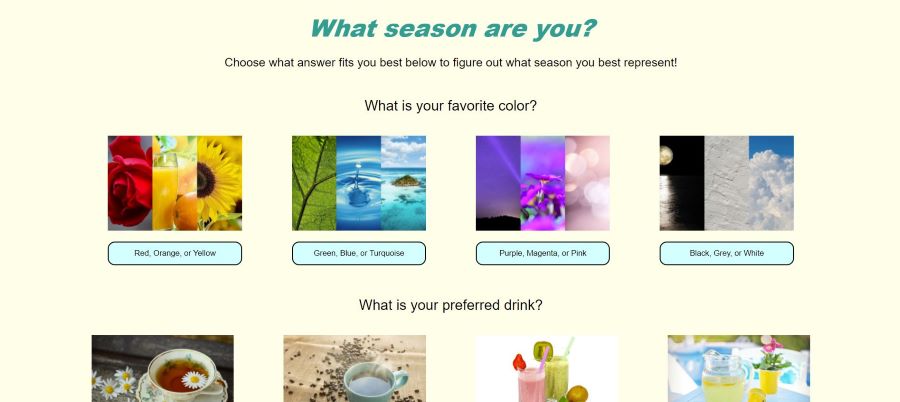 What season are you?
Choose what answer fits you best below to figure out what season you best represent!
What is your favorite color?
Red, Orange, or Yellow
Green, Blue, or Turquoise
Purple, Magenta, or Pink
Black, Grey, or White
What is your preferred drink?